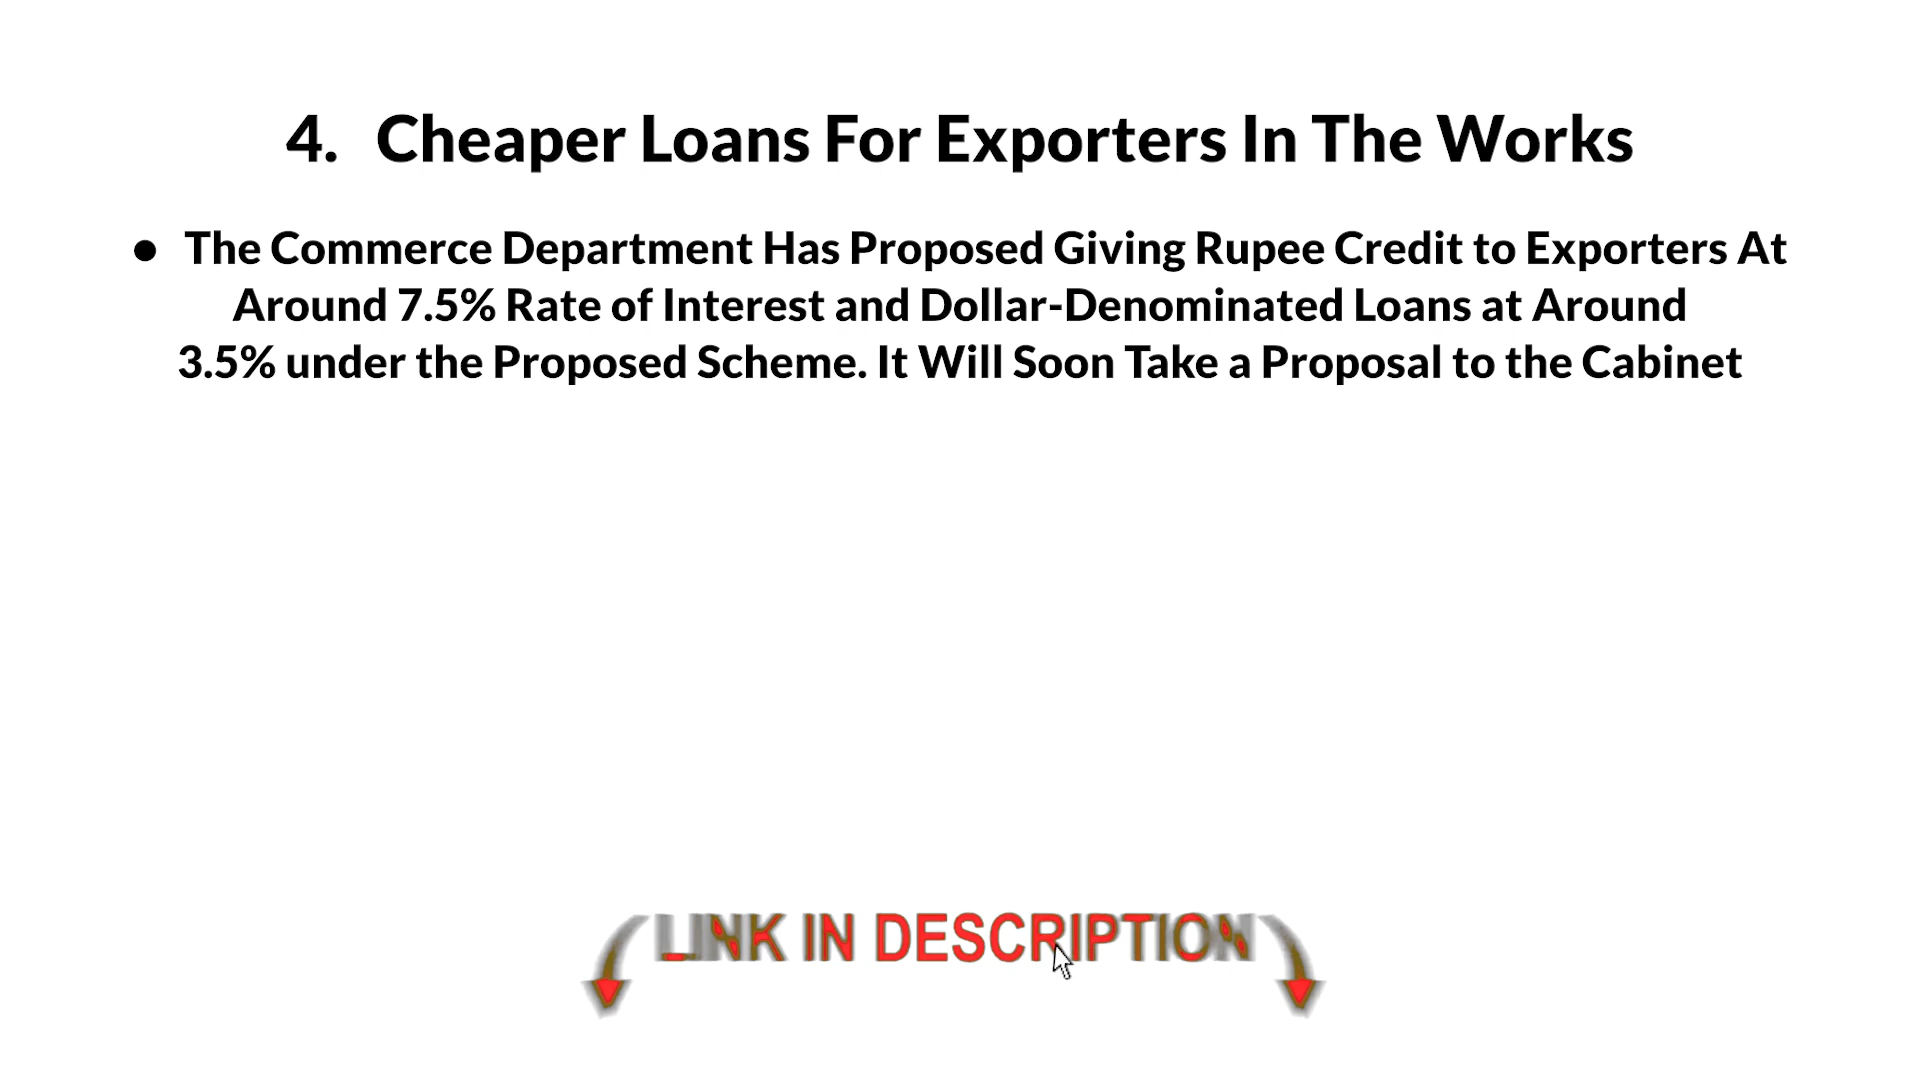 4. Cheaper Loans For Exporters In The Works
● The Commerce Department Has Proposed Giving Rupee Credit to Exporters At
Around 7.5% Rate of Interest and Dollar-Denominated Loans at Around
3.5% under the Proposed Scheme. It Will Soon Take a Proposal to the Cabinet
LINK IN DESCRIPTION